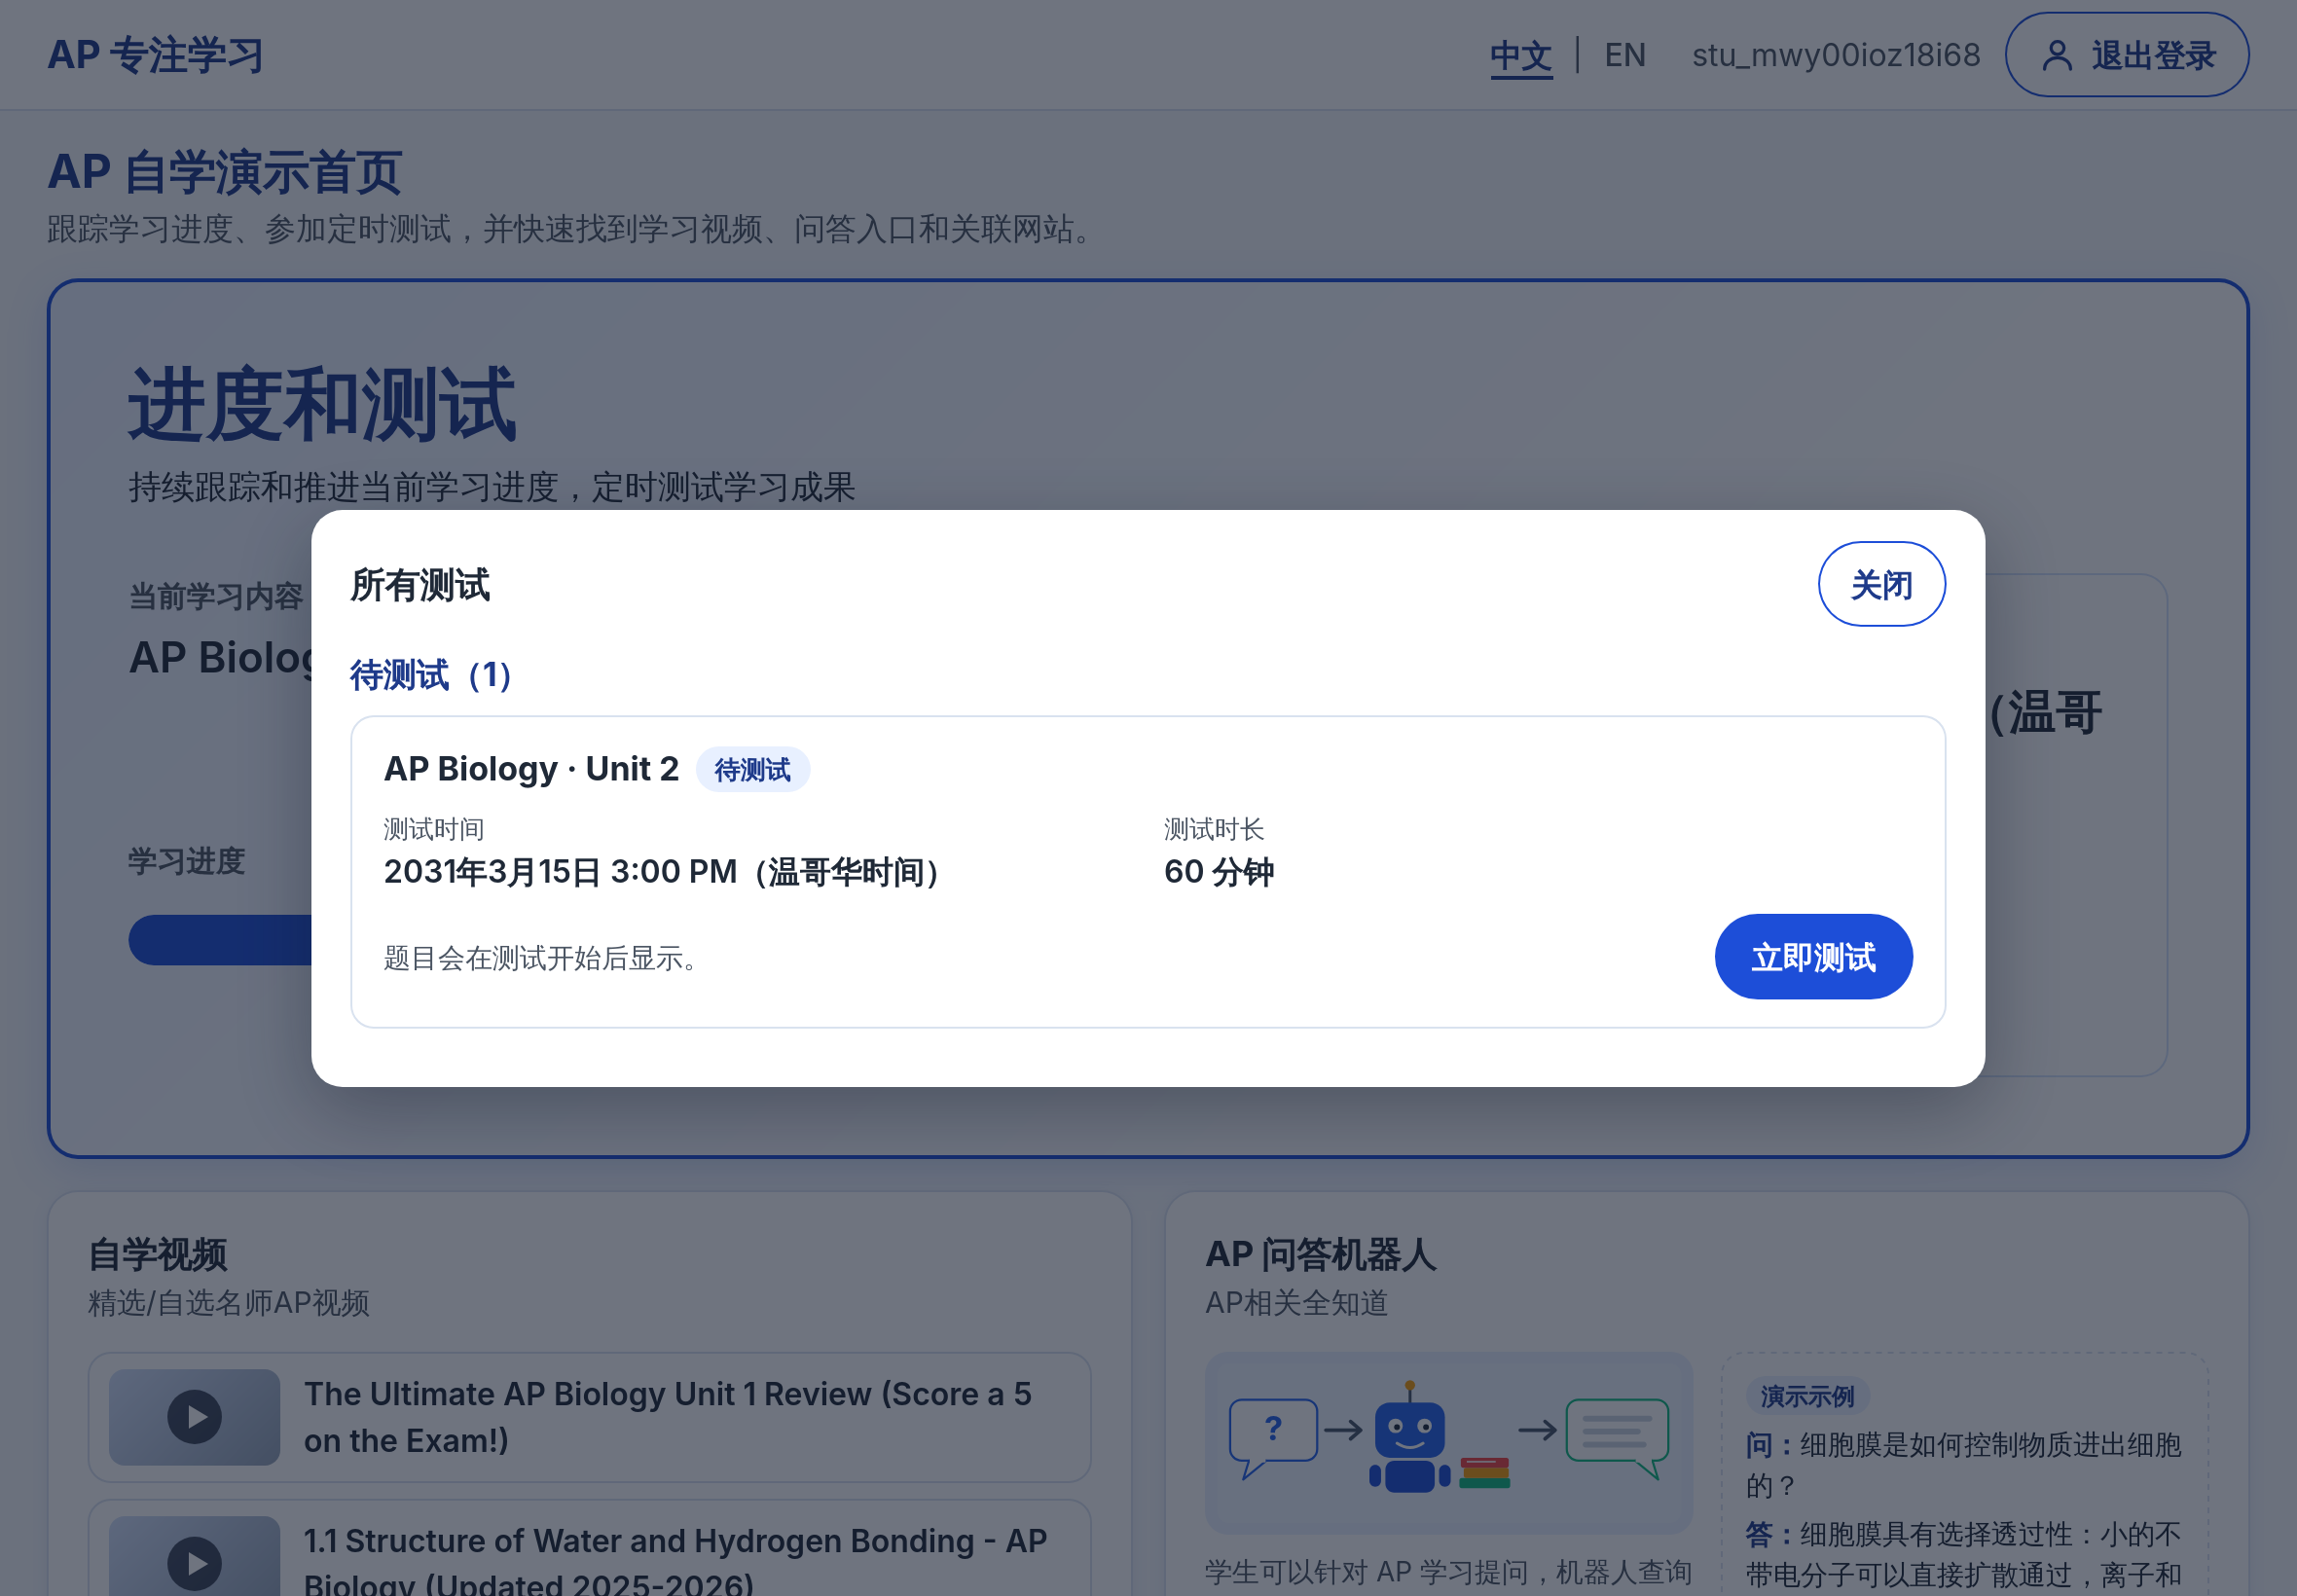 AP 专注学习
中文 | EN stu_mwy00ioz18i68 退出登录
AP 自学演示首页
跟踪学习进度、参加定时测试，并快速找到学习视频、问答入口和关联网站。
进度和测试
持续跟踪和推进当前学习进度，定时测试学习成果
当前学习内容
AP Biolog
（温哥
学习进度
所有测试
关闭
待测试（1）
AP Biology · Unit 2 待测试
测试时间 测试时长
2031年3月15日 3:00 PM（温哥华时间） 60 分钟
题目会在测试开始后显示。
立即测试
自学视频
精选/自选名师AP视频
The Ultimate AP Biology Unit 1 Review (Score a 5
on the Exam!)
1.1 Structure of Water and Hydrogen Bonding - AP
Biology (Updated 2025-2026)
AP 问答机器人
AP相关全知道
?
学生可以针对 AP 学习提问，机器人查询
演示示例
问：细胞膜是如何控制物质进出细胞
的？
答：细胞膜具有选择透过性：小的不
带电分子可以直接扩散通过，离子和